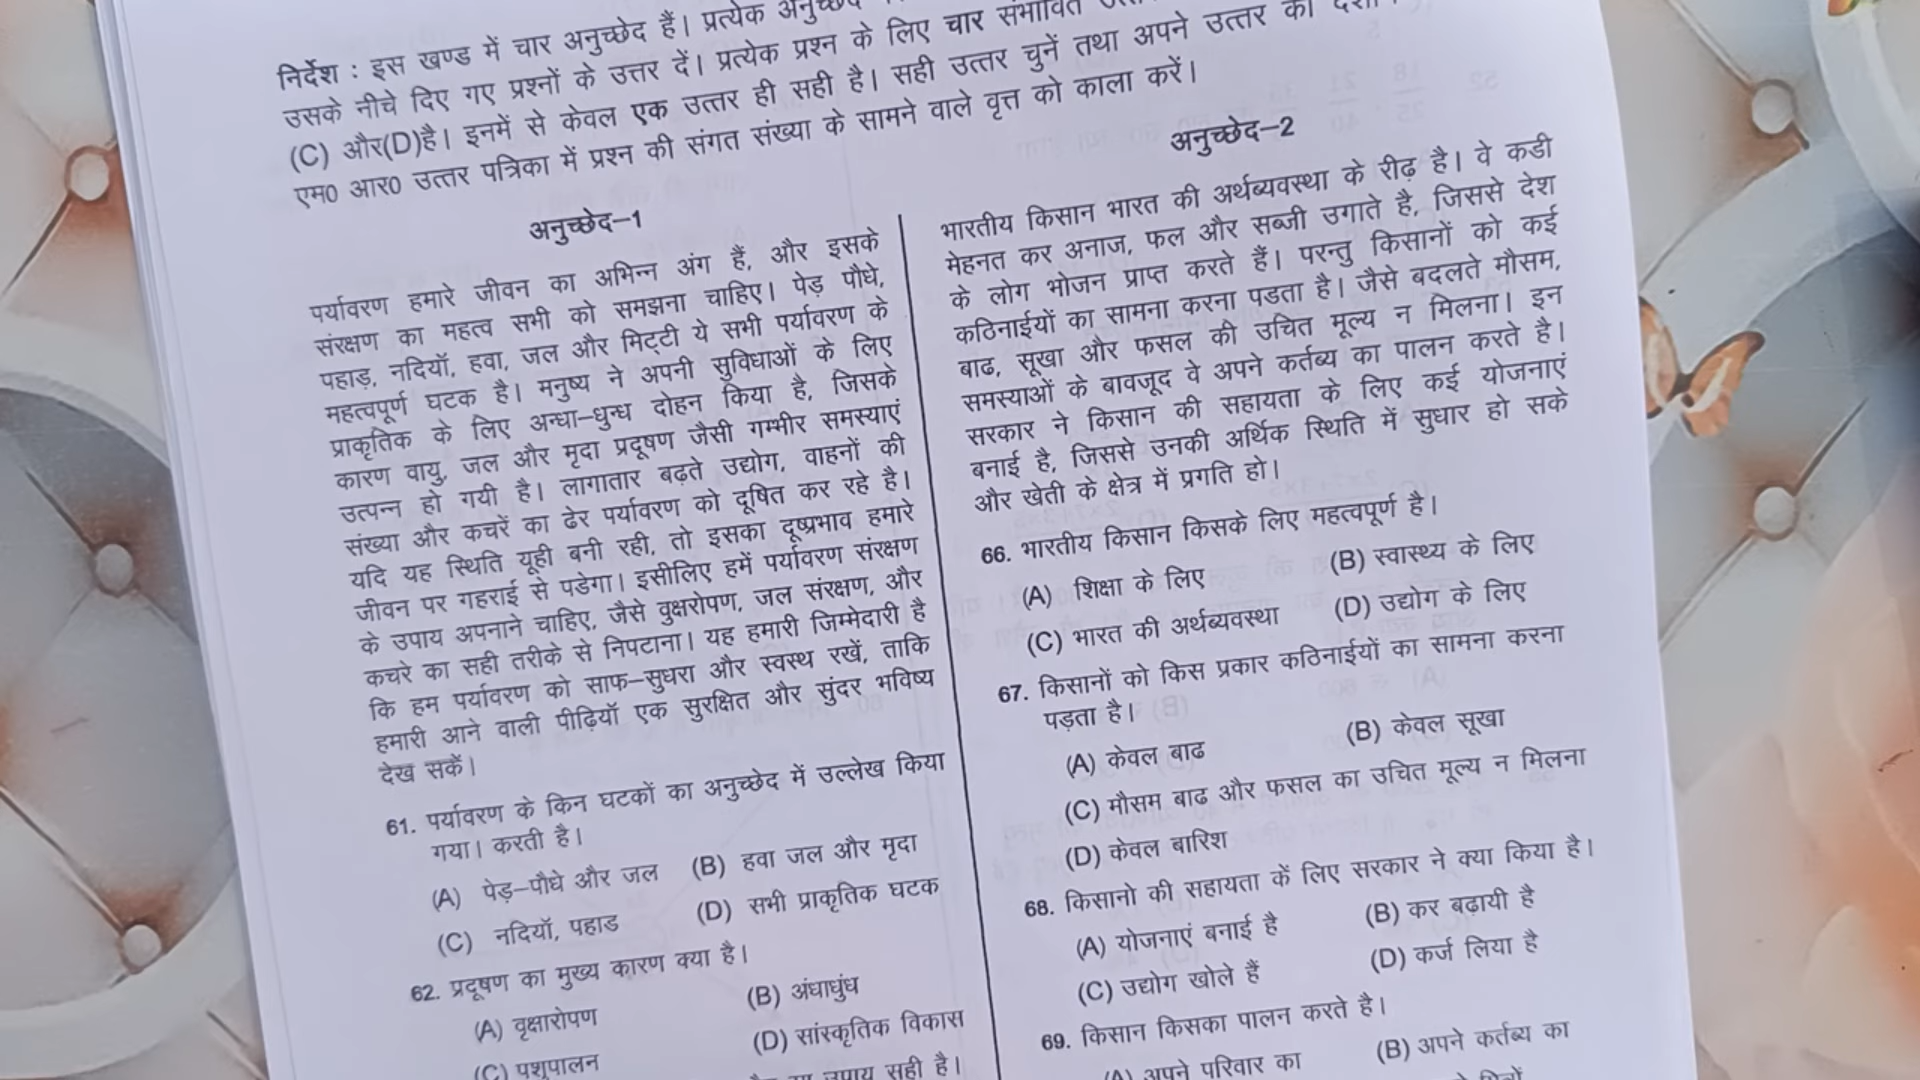 निर्देश : इस खण्ड में चार अनुच्छेद हैं। प्रत्येक अनुच्छेद
उसके नीचे दिए गए प्रश्नों के उत्तर दें। प्रत्येक प्रश्न के लिए चार संभावित
(C) और(D)है। इनमें से केवल एक उत्तर ही सही है। सही उत्तर चुनें तथा अपने उत्तर को
एम0 आर0 उत्तर पत्रिका में प्रश्न की संगत संख्या के सामने वाले वृत्त को काला करें।
अनुच्छेद–1
पर्यावरण हमारे जीवन का अभिन्न अंग हैं, और इसके
संरक्षण का महत्व सभी को समझना चाहिए। पेड़ पौधे,
पहाड़, नदियॉ, हवा, जल और मिट्टी ये सभी पर्यावरण के
महत्वपूर्ण घटक है। मनुष्य ने अपनी सुविधाओं के लिए
प्राकृतिक के लिए अन्धा–धुन्ध दोहन किया है, जिसके
कारण वायु, जल और मृदा प्रदूषण जैसी गम्भीर समस्याएं
उत्पन्न हो गयी है। लागातार बढ़ते उद्योग, वाहनों की
संख्या और कचरें का ढेर पर्यावरण को दूषित कर रहे है।
यदि यह स्थिति यूही बनी रही, तो इसका दूष्प्रभाव हमारे
जीवन पर गहराई से पडेगा। इसीलिए हमें पर्यावरण संरक्षण
के उपाय अपनाने चाहिए, जैसे वुक्षरोपण, जल संरक्षण, और
कचरे का सही तरीके से निपटाना। यह हमारी जिम्मेदारी है
कि हम पर्यावरण को साफ–सुधरा और स्वस्थ रखें, ताकि
हमारी आने वाली पीढ़ियॉ एक सुरक्षित और सुंदर भविष्य
देख सकें।
61. पर्यावरण के किन घटकों का अनुच्छेद में उल्लेख किया
गया। करती है।
(A) पेड़–पौधे और जल (B) हवा जल और मृदा
(C) नदियॉ, पहाड (D) सभी प्राकृतिक घटक
62. प्रदूषण का मुख्य कारण क्या है।
(A) वृक्षारोपण (B) अंधाधुंध
(C) पशुपालन (D) सांस्कृतिक विकास
उपाय सही है।
अनुच्छेद–2
भारतीय किसान भारत की अर्थब्यवस्था के रीढ़ है। वे कडी
मेहनत कर अनाज, फल और सब्जी उगाते है, जिससे देश
के लोग भोजन प्राप्त करते हैं। परन्तु किसानों को कई
कठिनाईयों का सामना करना पडता है। जैसे बदलते मौसम,
बाढ, सूखा और फसल की उचित मूल्य न मिलना। इन
समस्याओं के बावजूद वे अपने कर्तब्य का पालन करते है।
सरकार ने किसान की सहायता के लिए कई योजनाएं
बनाई है, जिससे उनकी अर्थिक स्थिति में सुधार हो सके
और खेती के क्षेत्र में प्रगति हो।
66. भारतीय किसान किसके लिए महत्वपूर्ण है।
(A) शिक्षा के लिए (B) स्वास्थ्य के लिए
(C) भारत की अर्थब्यवस्था (D) उद्योग के लिए
67. किसानों को किस प्रकार कठिनाईयों का सामना करना
पड़ता है।
(A) केवल बाढ (B) केवल सूखा
(C) मौसम बाढ और फसल का उचित मूल्य न मिलना
(D) केवल बारिश
68. किसानो की सहायता कें लिए सरकार ने क्या किया है।
(A) योजनाएं बनाई है (B) कर बढ़ायी है
(C) उद्योग खोले हैं (D) कर्ज लिया है
69. किसान किसका पालन करते है।
(A) अपने परिवार का (B) अपने कर्तब्य का